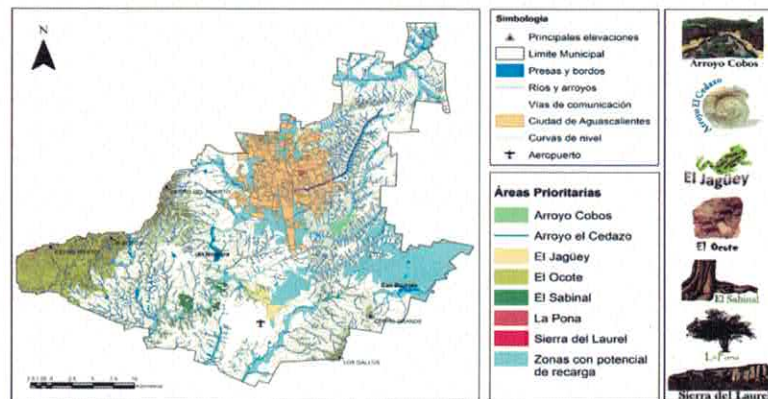 N
Simbología
Principales elevaciones
Limite Municipal
Presas y bordos
Ríos y arroyos
Vías de comunicación
Ciudad de Aguascalientes
Curvas de nivel
Aeropuerto
Áreas Prioritarias
Arroyo Cobos
Arroyo el Cedazo
El Jagüey
El Ocote
El Sabinal
La Pona
Sierra del Laurel
Zonas con potencial
de recarga
Arroyo Cobos
Arroyo El Cedazo
El Jagüey
El Ocote
El Sabinal
La Pona
Sierra del Laurel
LOS GALLOS